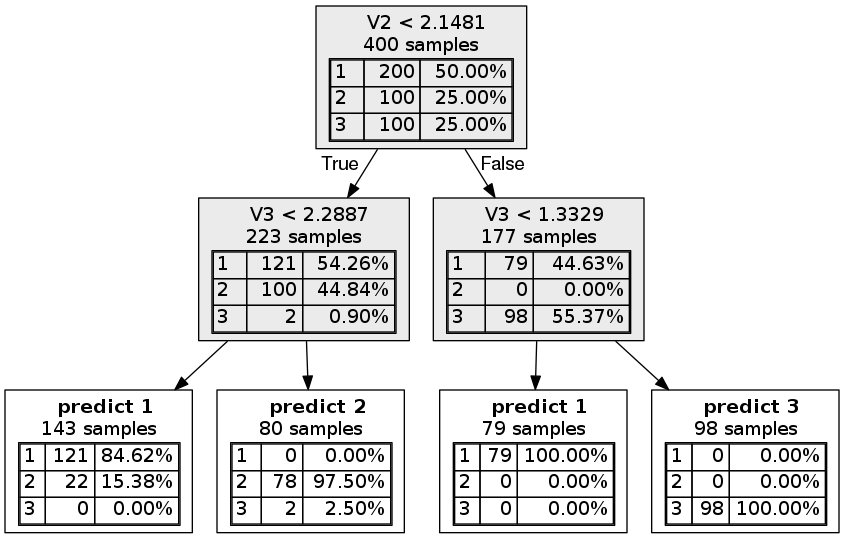 V2 < 2.1481
400 samples
1 200 50.00%
2 100 25.00%
3 100 25.00%
True False
V3 < 2.2887
223 samples
1 121 54.26%
2 100 44.84%
3 2 0.90%
V3 < 1.3329
177 samples
1 79 44.63%
2 0 0.00%
3 98 55.37%
predict 1
143 samples
1 121 84.62%
2 22 15.38%
3 0 0.00%
predict 2
80 samples
1 0 0.00%
2 78 97.50%
3 2 2.50%
predict 1
79 samples
1 79 100.00%
2 0 0.00%
3 0 0.00%
predict 3
98 samples
1 0 0.00%
2 0 0.00%
3 98 100.00%